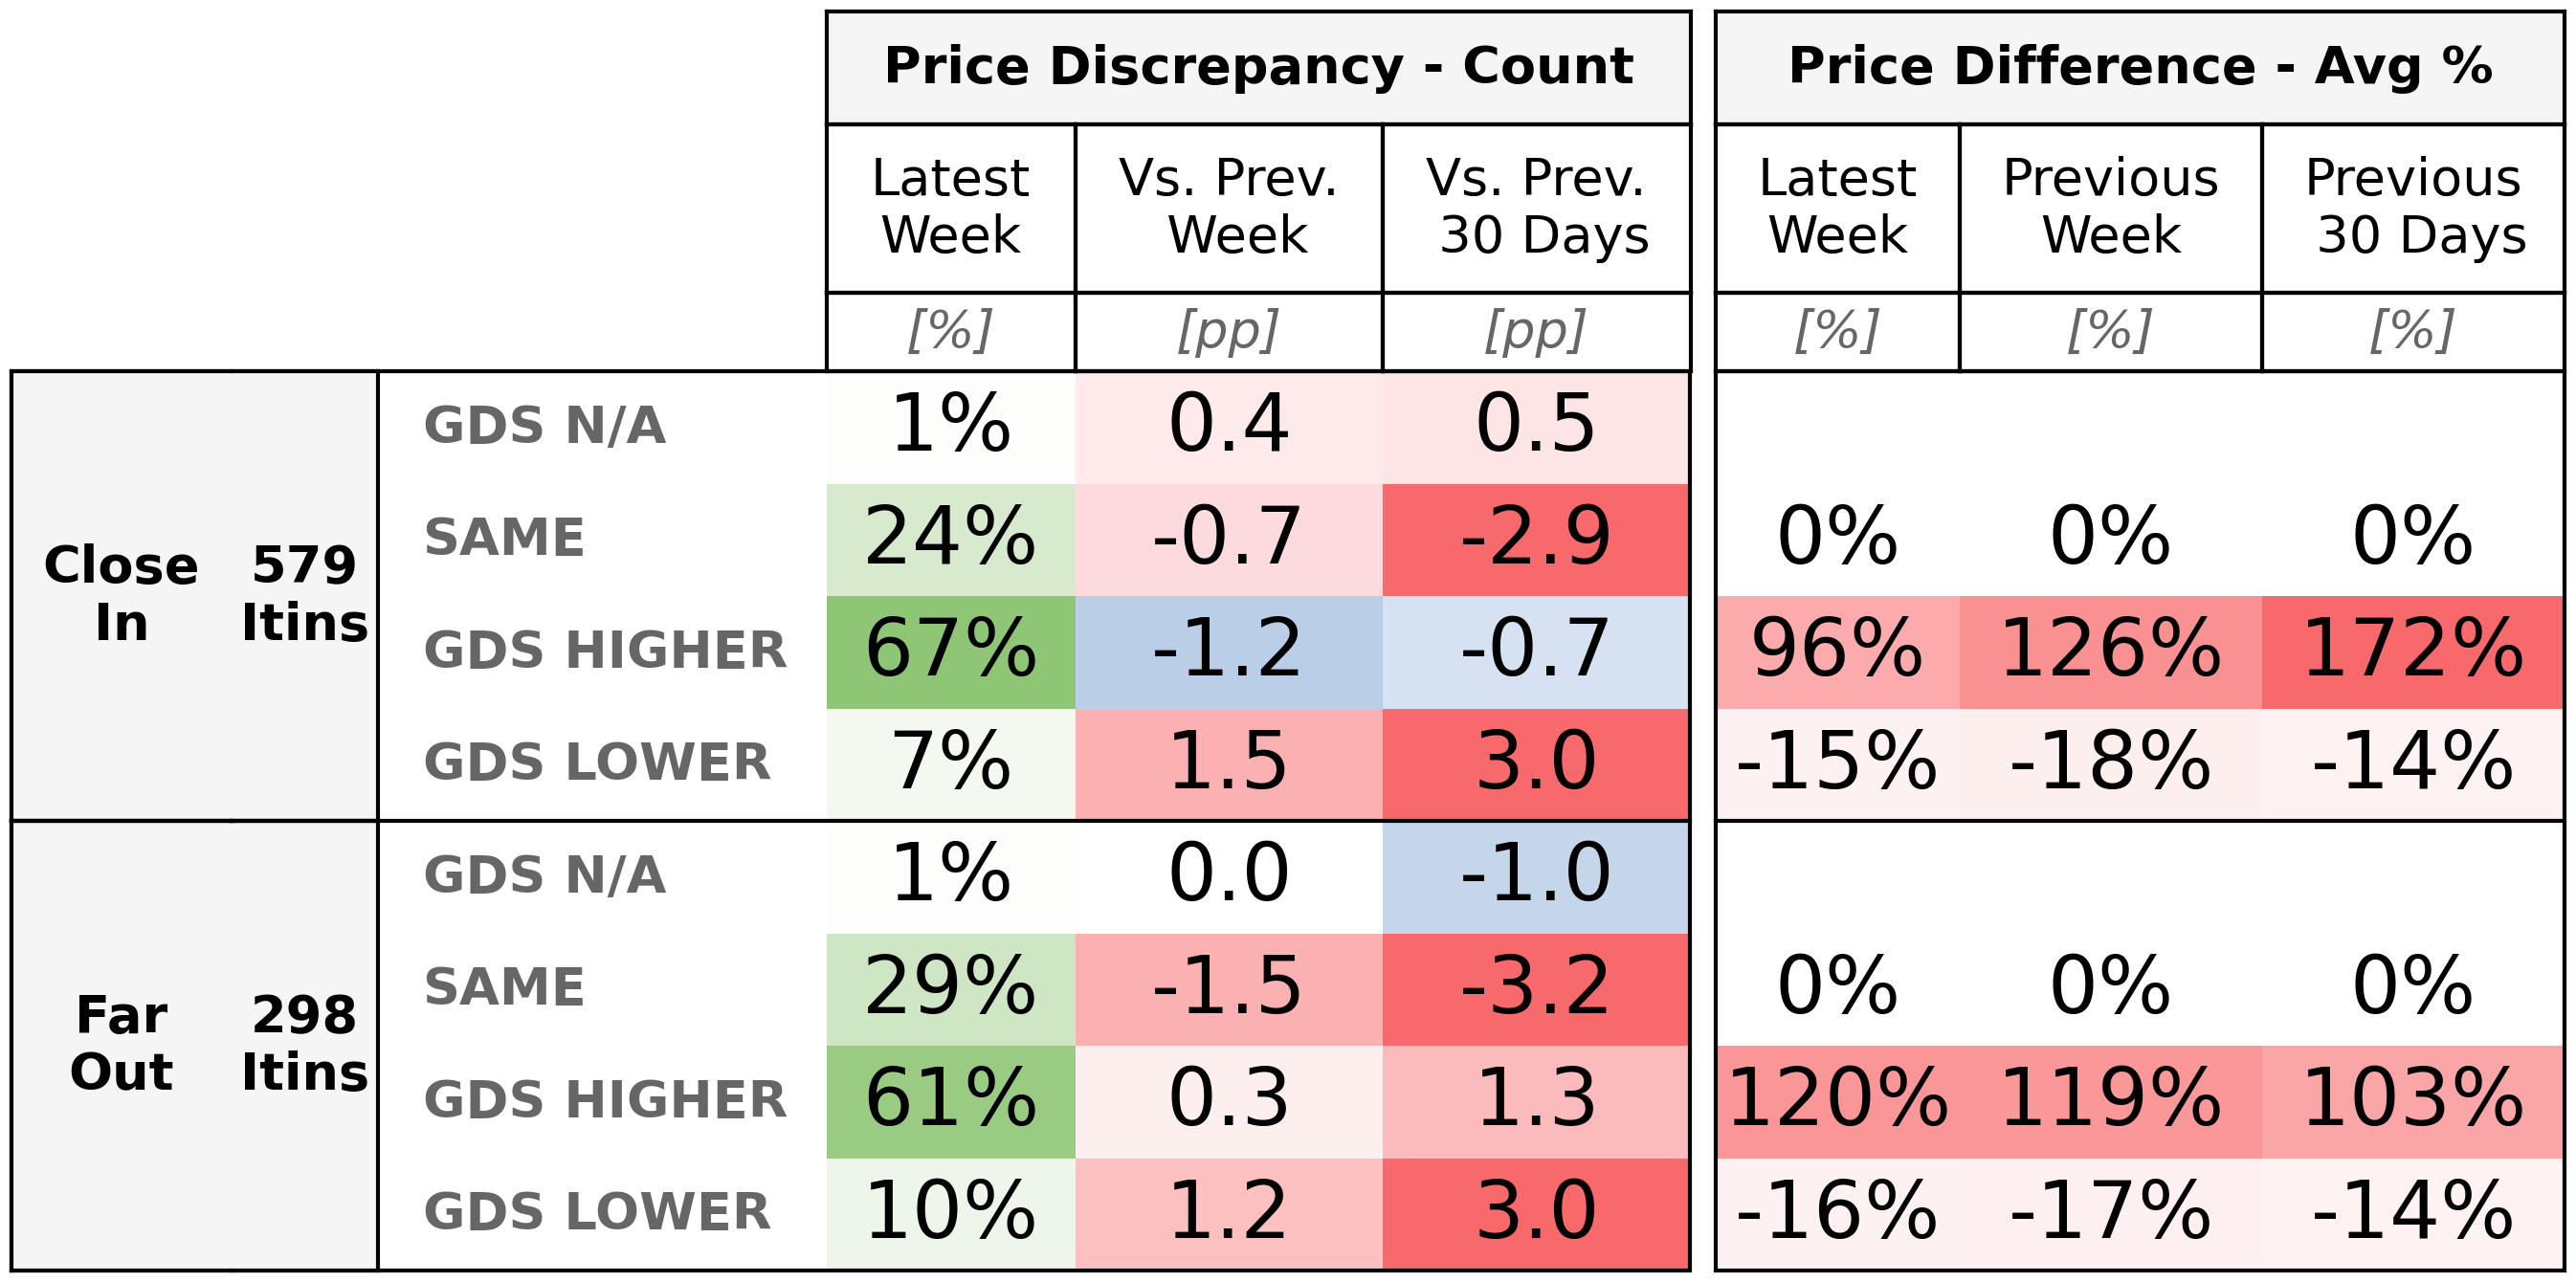 Price Discrepancy - Count Price Difference - Avg %
Latest Week Vs. Prev. Week Vs. Prev. 30 Days Latest Week Previous Week Previous 30 Days
[%] [pp] [pp] [%] [%] [%]
Close In 579 Itins
GDS N/A 1% 0.4 0.5
SAME 24% -0.7 -2.9 0% 0% 0%
GDS HIGHER 67% -1.2 -0.7 96% 126% 172%
GDS LOWER 7% 1.5 3.0 -15% -18% -14%
Far Out 298 Itins
GDS N/A 1% 0.0 -1.0
SAME 29% -1.5 -3.2 0% 0% 0%
GDS HIGHER 61% 0.3 1.3 120% 119% 103%
GDS LOWER 10% 1.2 3.0 -16% -17% -14%